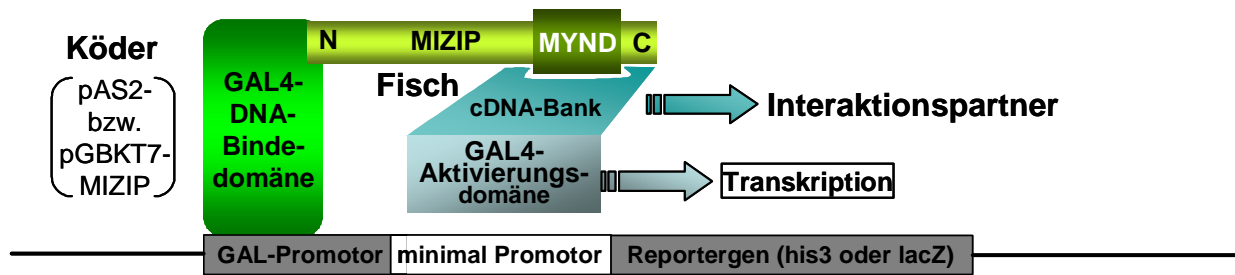 Köder
pAS2-
bzw.
pGBKT7-
MIZIP
GAL4-
DNA-
Binde-
domäne
N MIZIP MYND C
Fisch
cDNA-Bank
Interaktionspartner
GAL4-
Aktivierungs-
domäne
Transkription
GAL-Promotor minimal Promotor Reportergen (his3 oder lacZ)